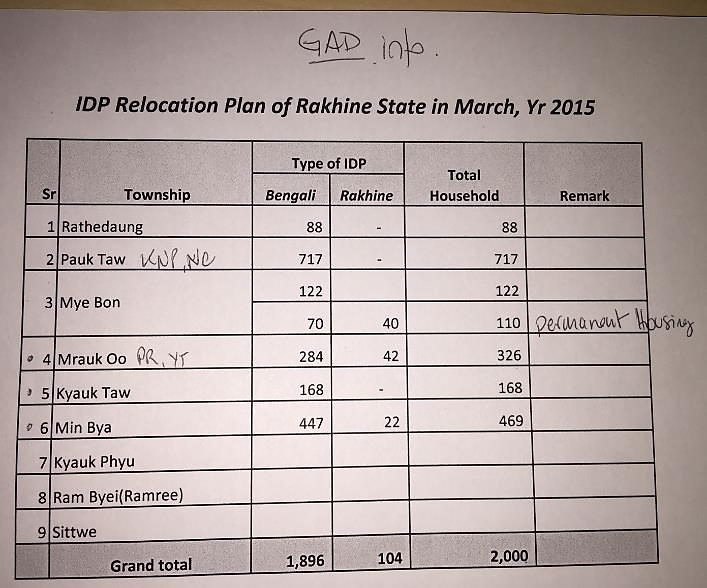 GAD info.
IDP Relocation Plan of Rakhine State in March, Yr 2015
Sr Township Type of IDP Total Household Remark
Bengali Rakhine
1 Rathedaung 88 - 88
2 Pauk Taw KNP, NC 717 - 717
3 Mye Bon 122 122
70 40 110 Permanent Housing
4 Mrauk Oo PR, YT 284 42 326
5 Kyauk Taw 168 - 168
6 Min Bya 447 22 469
7 Kyauk Phyu
8 Ram Byei(Ramree)
9 Sittwe
Grand total 1,896 104 2,000